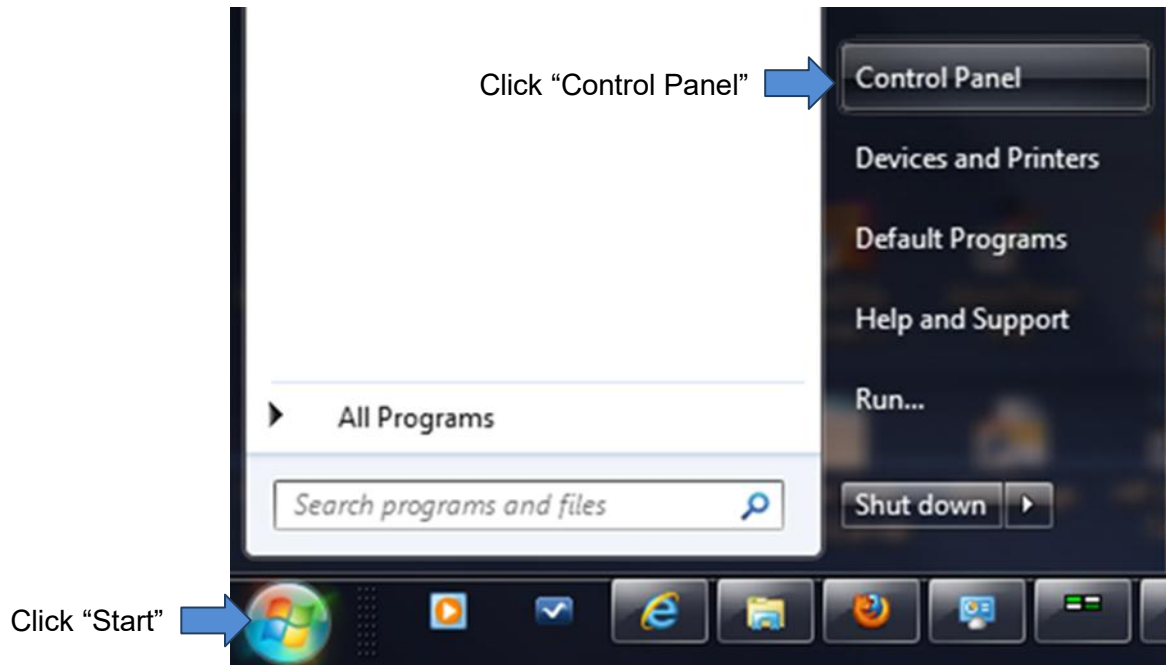 Click “Control Panel”
Control Panel
Devices and Printers
Default Programs
Help and Support
Run...
All Programs
Search programs and files
Shut down
Click “Start”